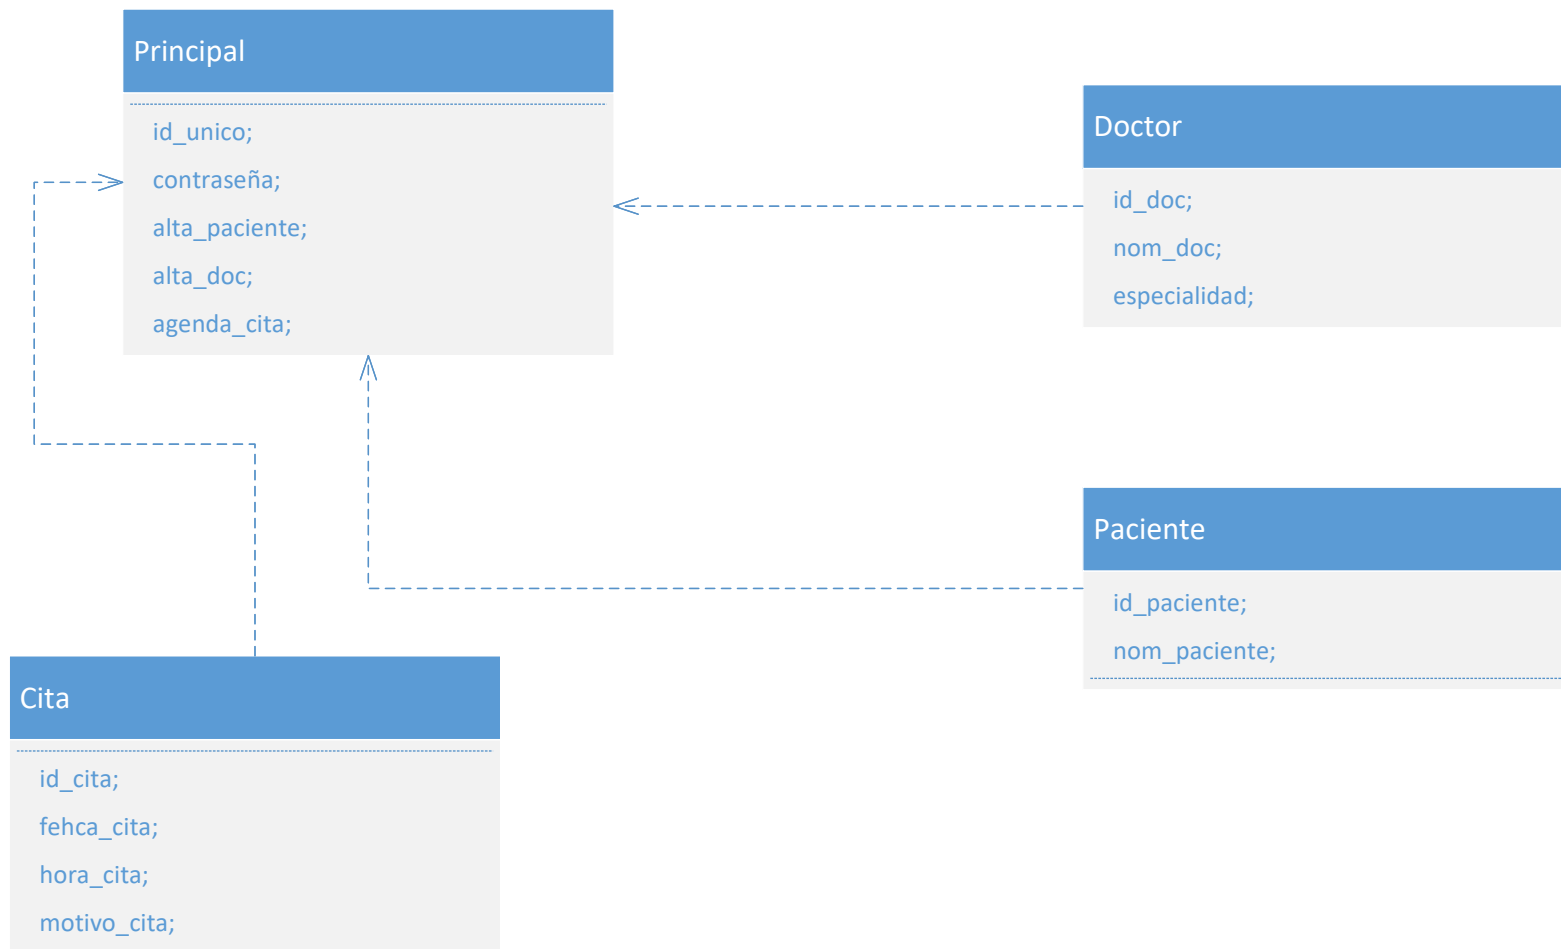 Principal
id_unico;
contraseña;
alta_paciente;
alta_doc;
agenda_cita;
Doctor
id_doc;
nom_doc;
especialidad;
Paciente
id_paciente;
nom_paciente;
Cita
id_cita;
fehca_cita;
hora_cita;
motivo_cita;